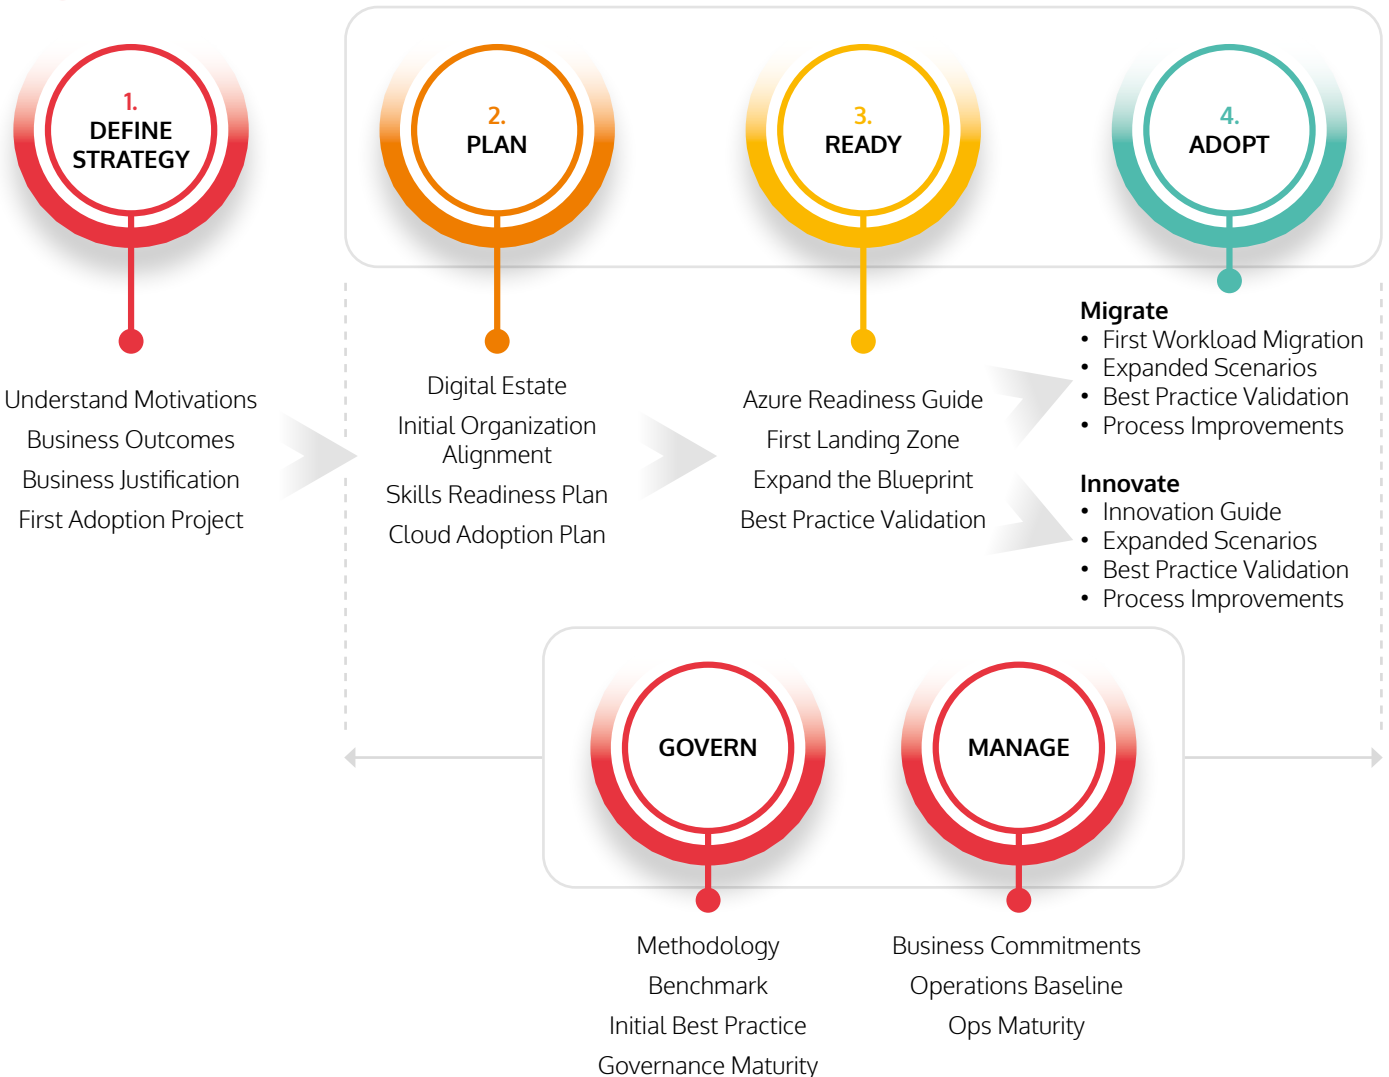 1.
DEFINE
STRATEGY
Understand Motivations
Business Outcomes
Business Justification
First Adoption Project
2.
PLAN
Digital Estate
Initial Organization
Alignment
Skills Readiness Plan
Cloud Adoption Plan
3.
READY
Azure Readiness Guide
First Landing Zone
Expand the Blueprint
Best Practice Validation
4.
ADOPT
Migrate
• First Workload Migration
• Expanded Scenarios
• Best Practice Validation
• Process Improvements
Innovate
• Innovation Guide
• Expanded Scenarios
• Best Practice Validation
• Process Improvements
GOVERN
Methodology
Benchmark
Initial Best Practice
Governance Maturity
MANAGE
Business Commitments
Operations Baseline
Ops Maturity